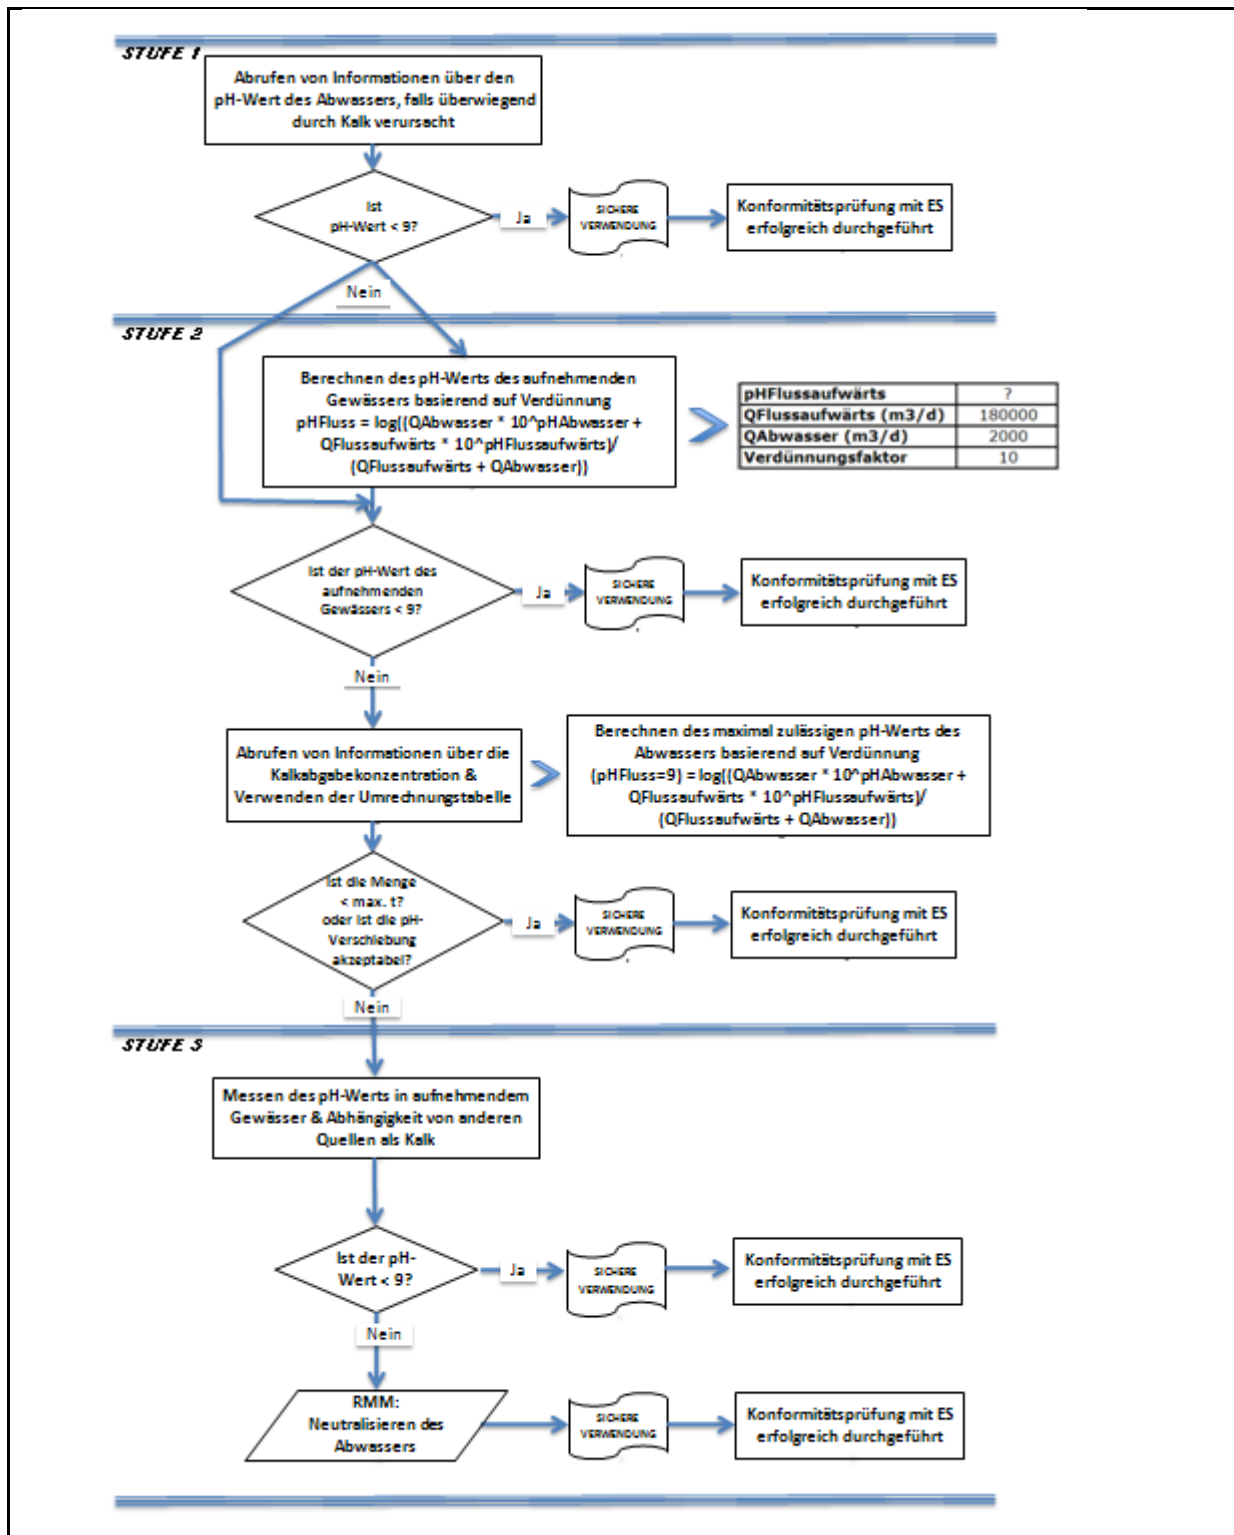 STUFE 1
Abrufen von Informationen über den
pH-Wert des Abwassers, falls überwiegend
durch Kalk verursacht
Ist
pH-Wert < 9?
Ja
SICHERE
VERWENDUNG
Konformitätsprüfung mit ES
erfolgreich durchgeführt
Nein
STUFE 2
Berechnen des pH-Werts des aufnehmenden
Gewässers basierend auf Verdünnung
pHFluss = log((QAbwasser * 10^pHAbwasser +
QFlussaufwärts * 10^pHFlussaufwärts)/
(QFlussaufwärts + QAbwasser))
pHFlussaufwärts ?
QFlussaufwärts (m3/d) 180000
QAbwasser (m3/d) 2000
Verdünnungsfaktor 10
Ist der pH-Wert des
aufnehmenden
Gewässers < 9?
Ja
SICHERE
VERWENDUNG
Konformitätsprüfung mit ES
erfolgreich durchgeführt
Nein
Abrufen von Informationen über die
Kalkabgabekonzentration &
Verwenden der Umrechnungstabelle
Berechnen des maximal zulässigen pH-Werts des
Abwassers basierend auf Verdünnung
(pHFluss=9) = log((QAbwasser * 10^pHAbwasser +
QFlussaufwärts * 10^pHFlussaufwärts)/
(QFlussaufwärts + QAbwasser))
Ist die Menge
< max. t?
oder ist die pH-
Verschiebung
akzeptabel?
Ja
SICHERE
VERWENDUNG
Konformitätsprüfung mit ES
erfolgreich durchgeführt
Nein
STUFE 3
Messen des pH-Werts in aufnehmendem
Gewässer & Abhängigkeit von anderen
Quellen als Kalk
Ist der pH-
Wert < 9?
Ja
SICHERE
VERWENDUNG
Konformitätsprüfung mit ES
erfolgreich durchgeführt
Nein
RMM:
Neutralisieren des
Abwassers
SICHERE
VERWENDUNG
Konformitätsprüfung mit ES
erfolgreich durchgeführt